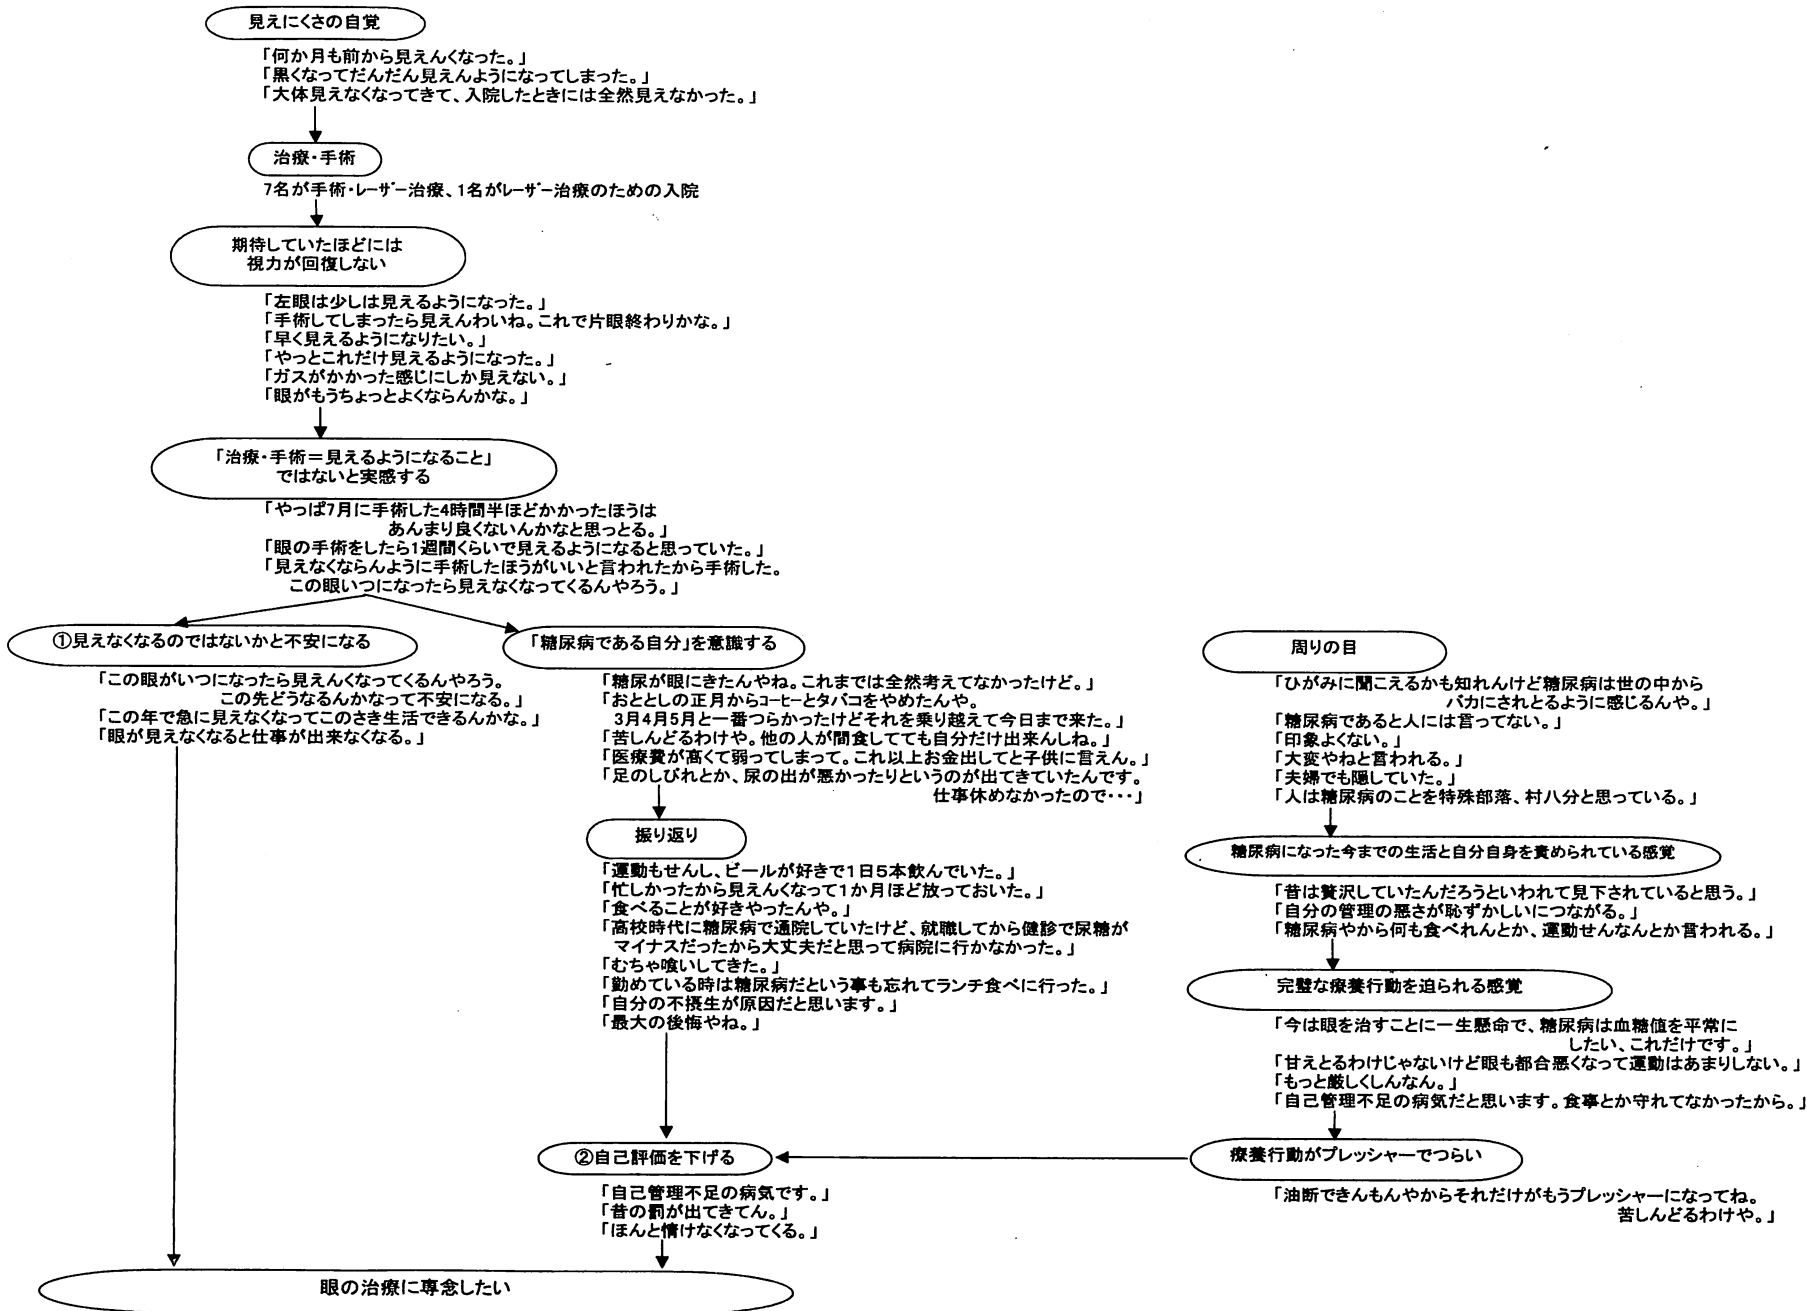 見えにくさの自覚
「何か月も前から見えんくなった。」
「黒くなってだんだん見えんようになってしまった。」
「大体見えなくなってきて、入院したときには全然見えなかった。」
治療・手術
7名が手術・レーザー治療、1名がレーザー治療のための入院
期待していたほどには
視力が回復しない
「左眼は少しは見えるようになった。」
「手術してしまったら見えんわいね。これで片眼終わりかな。」
「早く見えるようになりたい。」
「やっとこれだけ見えるようになった。」
「ガスがかかった感じにしか見えない。」
「眼がもうちょっとよくならんかな。」
「治療・手術＝見えるようになること」
ではないと実感する
「やっぱ7月に手術した4時間半ほどかかったほうは
あんまり良くないんかなと思っとる。」
「眼の手術をしたら1週間くらいで見えるようになると思っていた。」
「見えなくならんように手術したほうがいいと言われたから手術した。
この眼いつになったら見えなくなってくるんやろう。」
①見えなくなるのではないかと不安になる
「この眼がいつになったら見えんくなってくるんやろう。
この先どうなるんかなって不安になる。」
「この年で急に見えなくなってこのさき生活できるんかな。」
「眼が見えなくなると仕事が出来なくなる。」
「糖尿病である自分」を意識する
「糖尿が眼にきたんやね。これまでは全然考えてなかったけど。」
「おととしの正月からコーヒーとタバコをやめたんや。
3月4月5月と一番つらかったけどそれを乗り越えて今日まで来た。」
「苦しんどるわけや。他の人が間食してても自分だけ出来んしね。」
「医療費が高くて弱ってしまって。これ以上お金出してと子供に言えん。」
「足のしびれとか、尿の出が悪かったりというのが出てきていたんです。
仕事休めなかったので・・・」
振り返り
「運動もせんし、ビールが好きで1日5本飲んでいた。」
「忙しかったから見えんくなって1か月ほど放っておいた。」
「食べることが好きやったんや。」
「高校時代に糖尿病で通院していたけど、就職してから健診で尿糖が
マイナスだったから大丈夫だと思って病院に行かなかった。」
「むちゃ喰いしてきた。」
「勤めている時は糖尿病だという事も忘れてランチ食べに行った。」
「自分の不摂生が原因だと思います。」
「最大の後悔やね。」
②自己評価を下げる
「自己管理不足の病気です。」
「昔の罰が出てきてん。」
「ほんと情けなくなってくる。」
周りの目
「ひがみに聞こえるかも知れんけど糖尿病は世の中から
バカにされとるように感じるんや。」
「糖尿病であると人には言ってない。」
「印象よくない。」
「大変やねと言われる。」
「夫婦でも隠していた。」
「人は糖尿病のことを特殊部落、村八分と思っている。」
糖尿病になった今までの生活と自分自身を責められている感覚
「昔は贅沢していたんだろうといわれて見下されていると思う。」
「自分の管理の悪さが恥ずかしいにつながる。」
「糖尿病やから何も食べれんとか、運動せんなんとか言われる。」
完璧な療養行動を迫られる感覚
「今は眼を治すことに一生懸命で、糖尿病は血糖値を平常に
したい、これだけです。」
「甘えとるわけじゃないけど眼も都合悪くなって運動はあまりしない。」
「もっと厳しくしんなん。」
「自己管理不足の病気だと思います。食事とか守れてなかったから。」
療養行動がプレッシャーでつらい
「油断できんもんやからそれだけがもうプレッシャーになってね。
苦しんどるわけや。」
眼の治療に専念したい